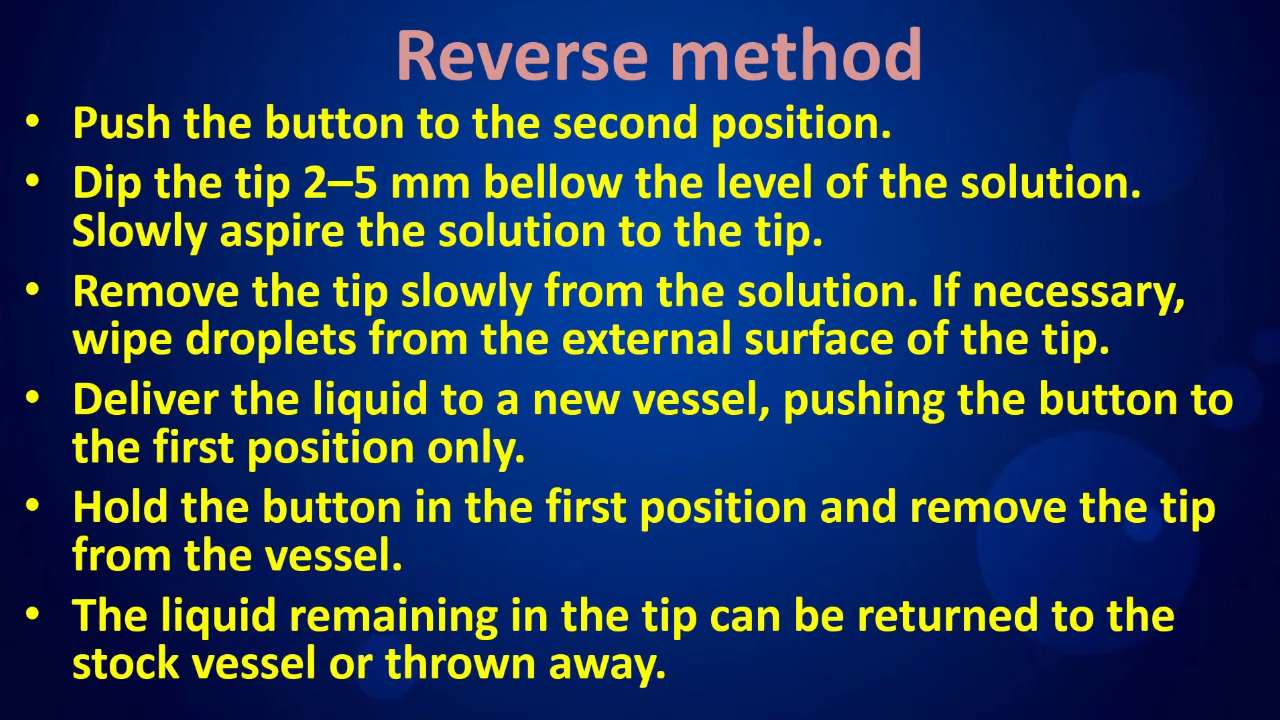 Reverse method
• Push the button to the second position.
• Dip the tip 2–5 mm bellow the level of the solution.
Slowly aspire the solution to the tip.
• Remove the tip slowly from the solution. If necessary,
wipe droplets from the external surface of the tip.
• Deliver the liquid to a new vessel, pushing the button to
the first position only.
• Hold the button in the first position and remove the tip
from the vessel.
• The liquid remaining in the tip can be returned to the
stock vessel or thrown away.